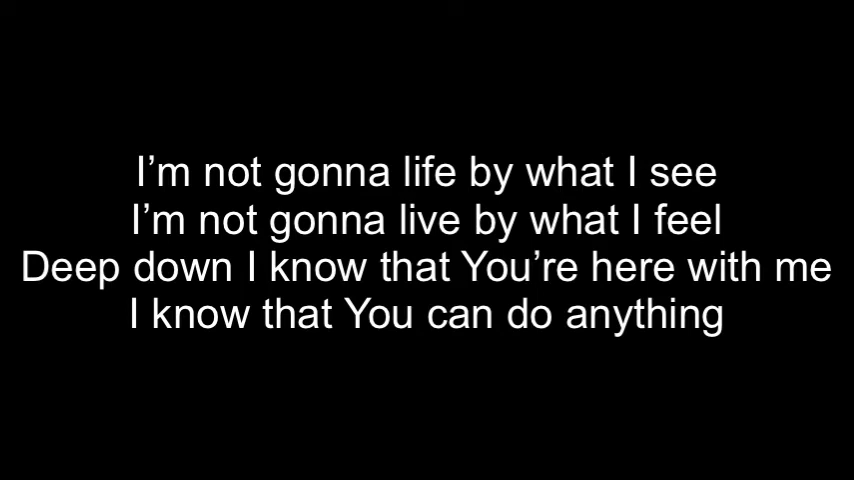 I’m not gonna life by what I see
I’m not gonna live by what I feel
Deep down I know that You’re here with me
I know that You can do anything